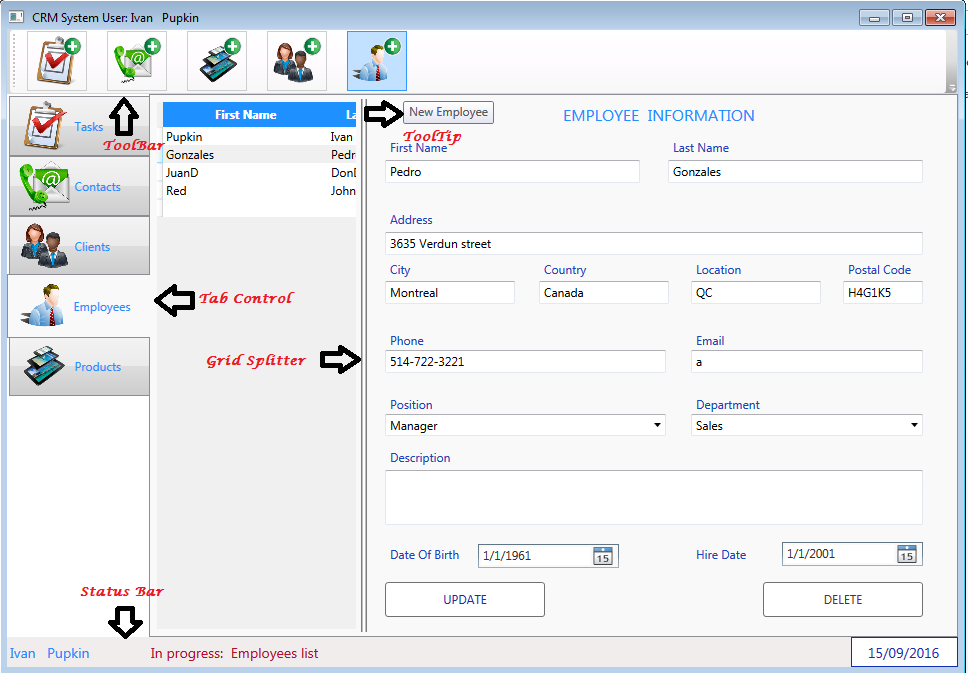 CRM System User: Ivan Pupkin
Tasks
ToolBar
Contacts
Clients
Employees
Products
First Name La
Pupkin Ivan
Gonzales Pedr
JuanD DonD
Red John
Tab Control
Grid Splitter
New Employee
ToolTip
EMPLOYEE INFORMATION
First Name Last Name
Pedro Gonzales
Address
3635 Verdun street
City Country Location Postal Code
Montreal Canada QC H4G1K5
Phone Email
514-722-3221 a
Position Department
Manager Sales
Description
Date Of Birth 1/1/1961 15 Hire Date 1/1/2001 15
UPDATE DELETE
Status Bar
Ivan Pupkin In progress: Employees list 15/09/2016